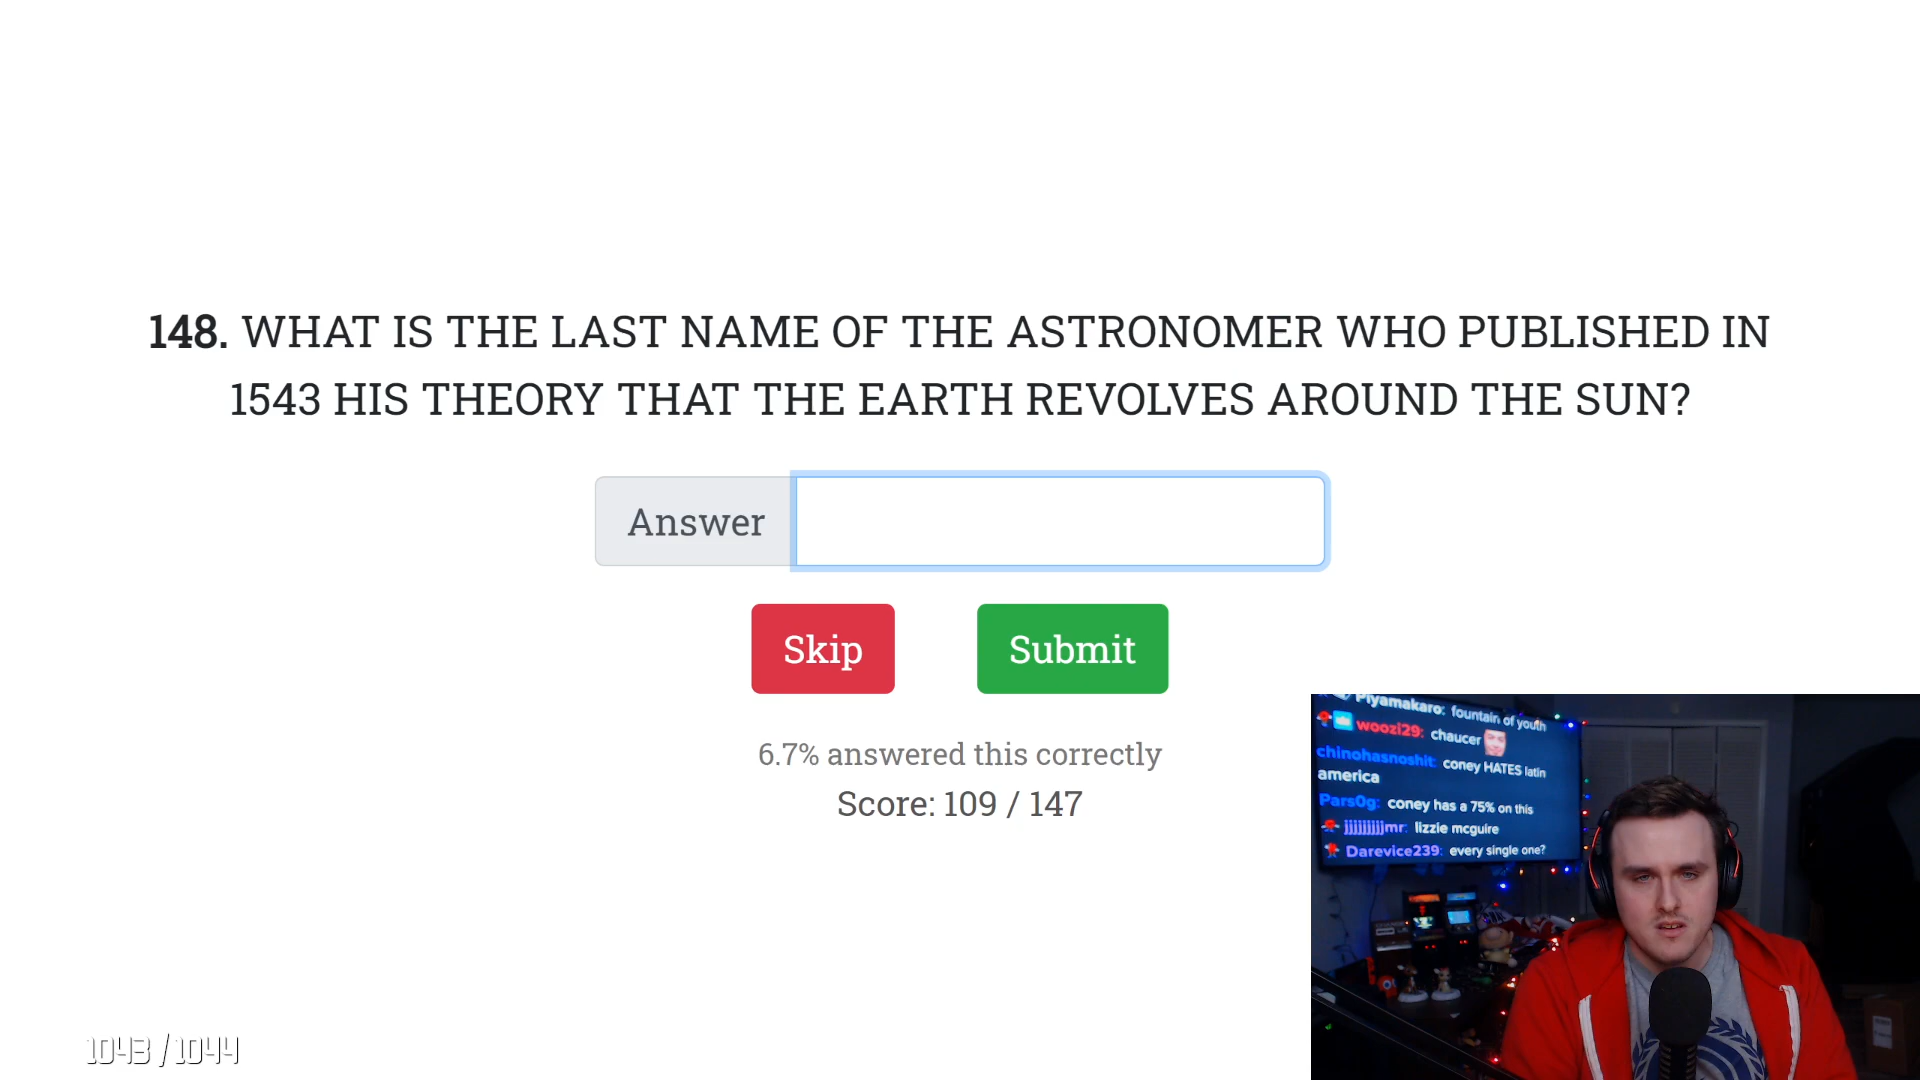 148. WHAT IS THE LAST NAME OF THE ASTRONOMER WHO PUBLISHED IN
1543 HIS THEORY THAT THE EARTH REVOLVES AROUND THE SUN?
Answer
Skip
Submit
6.7% answered this correctly
Score: 109 / 147
Piyamakaro: fountain of youth
woozi29: chaucer
chinohasnoshit: coney HATES latin
america
Pars0g: coney has a 75% on this
jjjjjjjjjmr: lizzie mcguire
Darevice239: every single one?
1043 / 1044